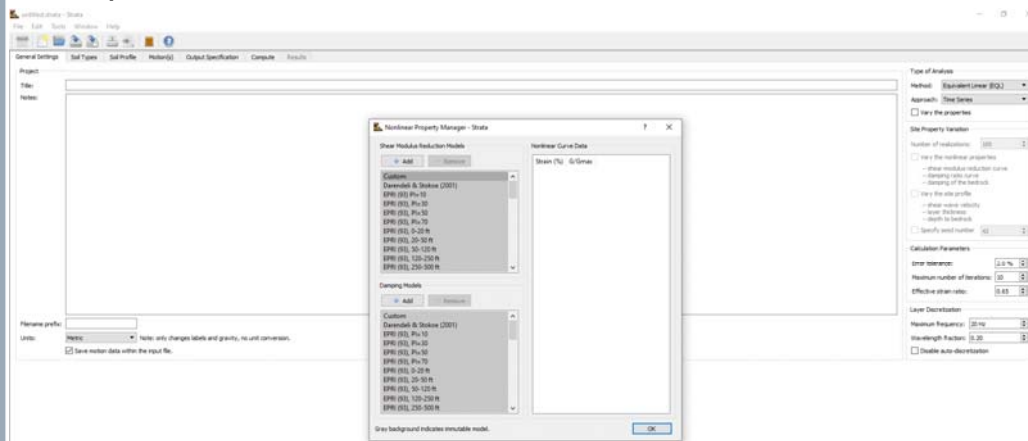 untitled.strata - Strata
File Edit Tools Window Help
General Settings Soil Types Soil Profile Motion(s) Output Specification Compute Results
Project
Title:
Notes:
Filename prefix:
Units: Metric Note: only changes labels and gravity, no unit conversion.
Save motion data within the input file.
Nonlinear Property Manager - Strata ? X
Shear Modulus Reduction Models
Add Remove
Custom
Darendeli & Stokoe (2001)
EPRI (93) PI=10
EPRI (93), PI=30
EPRI (93), PI=50
EPRI (93), PI=70
EPRI (93), 0-20 ft
EPRI (93), 20-50 ft
EPRI (93), 50-120 ft
EPRI (93), 120-250 ft
EPRI (93), 250-500 ft
Damping Models
Add Remove
Custom
Darendeli & Stokoe (2001)
EPRI (93), PI=10
EPRI (93), PI=30
EPRI (93), PI=50
EPRI (93), PI=70
EPRI (93), 0-20 ft
EPRI (93), 20-50 ft
EPRI (93), 50-120 ft
EPRI (93), 120-250 ft
EPRI (93), 250-500 ft
Grey background indicates immutable model.
Nonlinear Curve Data
Strain (%) G/Gmax
OK
Type of Analysis
Method: Equivalent Linear (EQL)
Approach: Time Series
Vary the properties
Site Property Variation
Number of realizations: 100
Vary the nonlinear properties
- shear modulus reduction curve
- damping ratio curve
- damping of the bedrock
Vary the site profile
- shear-wave velocity
- layer thickness
- depth to bedrock
Specify seed number
Calculation Parameters
Error tolerance: 2.0 %
Maximum number of iterations: 10
Effective strain ratio: 0.65
Layer Discretization
Maximum frequency: 20 Hz
Wavelength fraction: 0.20
Disable auto-discretization